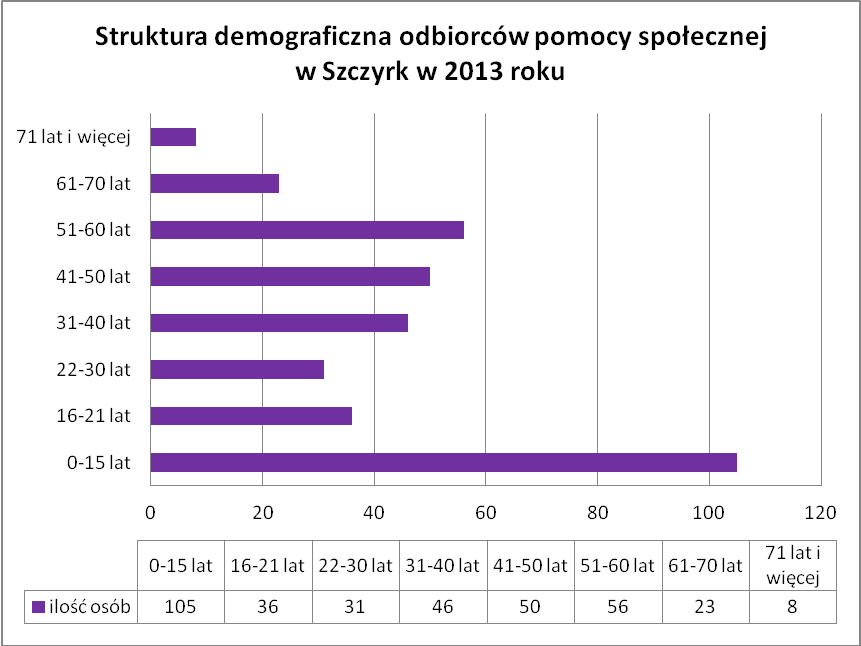 Struktura demograficzna odbiorców pomocy społecznej
w Szczyrk w 2013 roku
71 lat i więcej
61-70 lat
51-60 lat
41-50 lat
31-40 lat
22-30 lat
16-21 lat
0-15 lat
0 20 40 60 80 100 120
0-15 lat 16-21 lat 22-30 lat 31-40 lat 41-50 lat 51-60 lat 61-70 lat 71 lat i
więcej
ilość osób 105 36 31 46 50 56 23 8